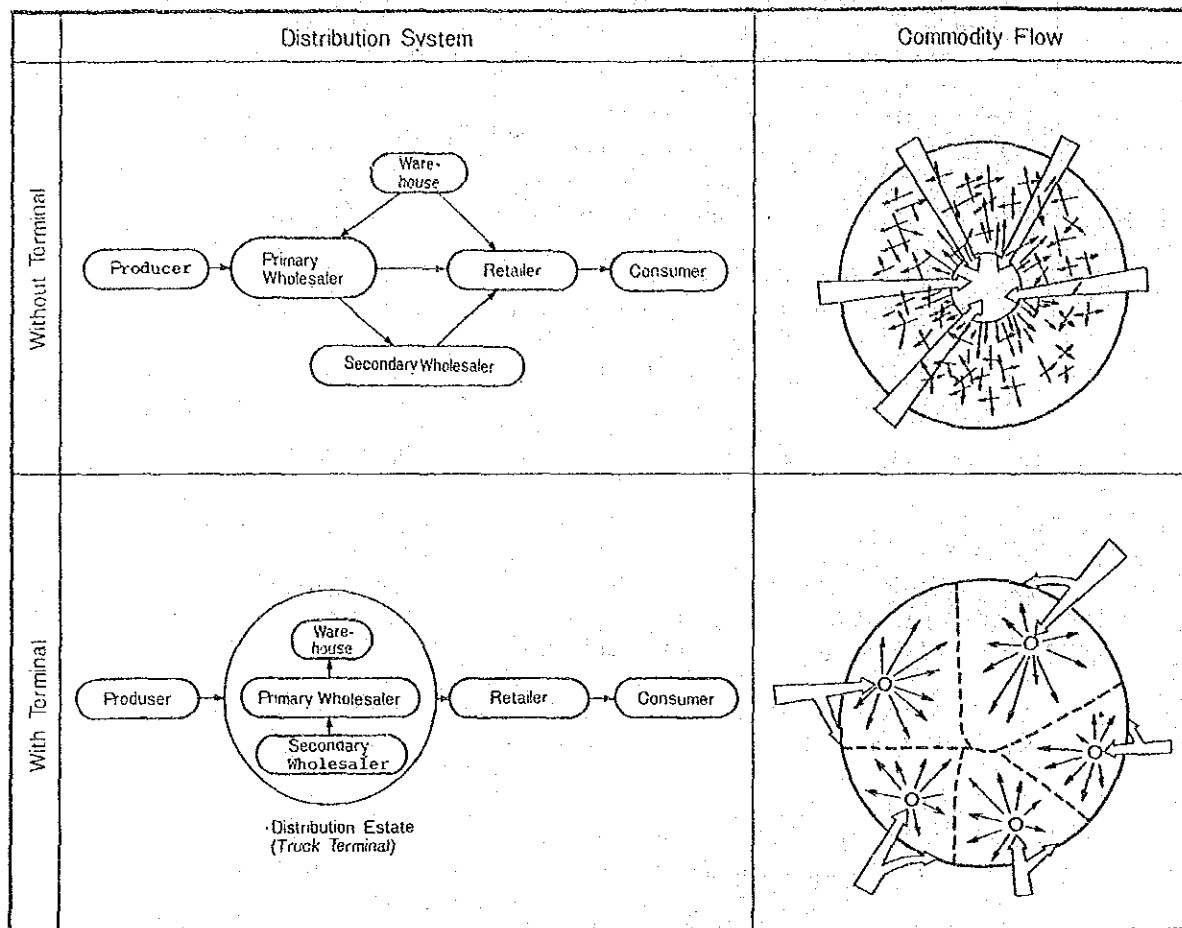 Distribution System
Commodity Flow
Without Terminal
Ware-
house
Producer
Primary
Wholesaler
Retailer
Consumer
Secondary Wholesaler
With Terminal
Ware-
house
Produser
Primary Wholesaler
Retailer
Consumer
Secondary
Wholesaler
·Distribution Estate
(Truck Terminal)